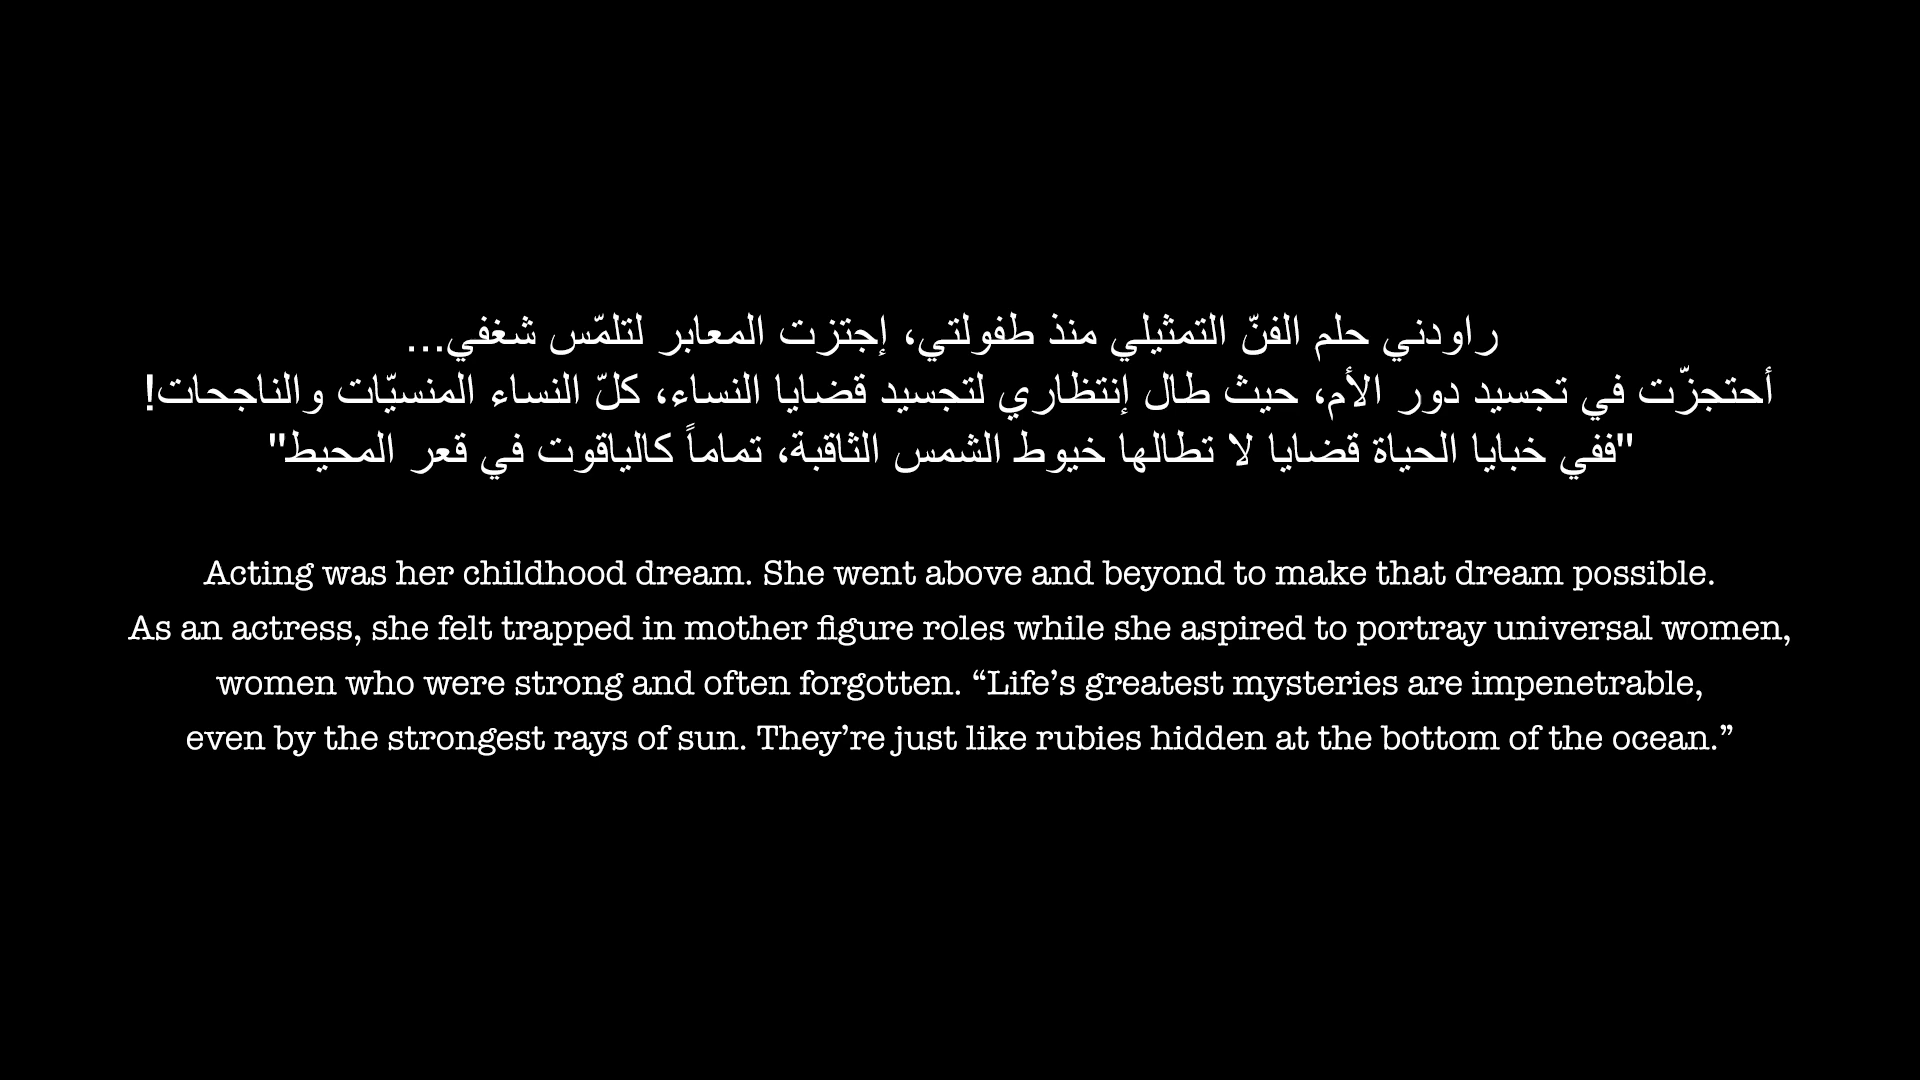 راودني حلم الفنّ التمثيلي منذ طفولتي، إجتزت المعابر لتلمّس شغفي...
أحتجزّت في تجسيد دور الأم، حيث طال إنتظاري لتجسيد قضايا النساء، كلّ النساء المنسيّات والناجحات!
"ففي خبايا الحياة قضايا لا تطالها خيوط الشمس الثاقبة، تماماً كالياقوت في قعر المحيط"
Acting was her childhood dream. She went above and beyond to make that dream possible.
As an actress, she felt trapped in mother figure roles while she aspired to portray universal women,
women who were strong and often forgotten. “Life’s greatest mysteries are impenetrable,
even by the strongest rays of sun. They’re just like rubies hidden at the bottom of the ocean.”